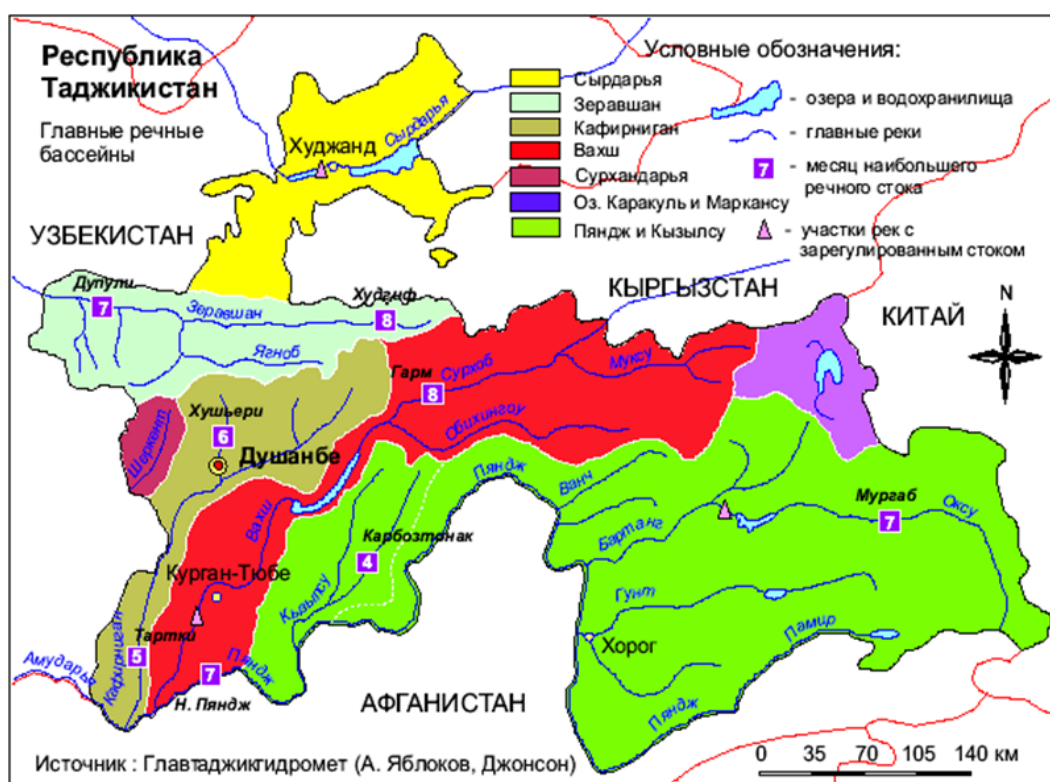 Республика
Таджикистан
Главные речные
бассейны
Условные обозначения:
Сырдарья
Зеравшан
Кафирниган
Вахш
Сурхандарья
Оз. Каракуль и Маркансу
Пяндж и Кызылсу
- озера и водохранилища
- главные реки
7
- месяц наибольшего
речного стока
- участки рек с
зарегулированным стоком
Худжанд
Сырдарья
УЗБЕКИСТАН
КЫРГЫЗСТАН
КИТАЙ
N
Дупули
7
Зеравшан
Худгиф
8
Ягноб
Гарм
8
Сурхоб
Муксу
Обихингоу
Хушьери
6
Душанбе
Шеркент
Вахш
Пяндж
Ванч
Бартанг
Мургаб
7
Оксу
Карбозтонак
4
Кызылсу
Курган-Тюбе
Гунт
Хорог
Памир
Тартки
5
Кафирниган
Амударья
7
Н. Пяндж
Пяндж
АФГАНИСТАН
Пяндж
Источник : Главтаджикгидромет (А. Яблоков, Джонсон)
0 35 70 105 140 км